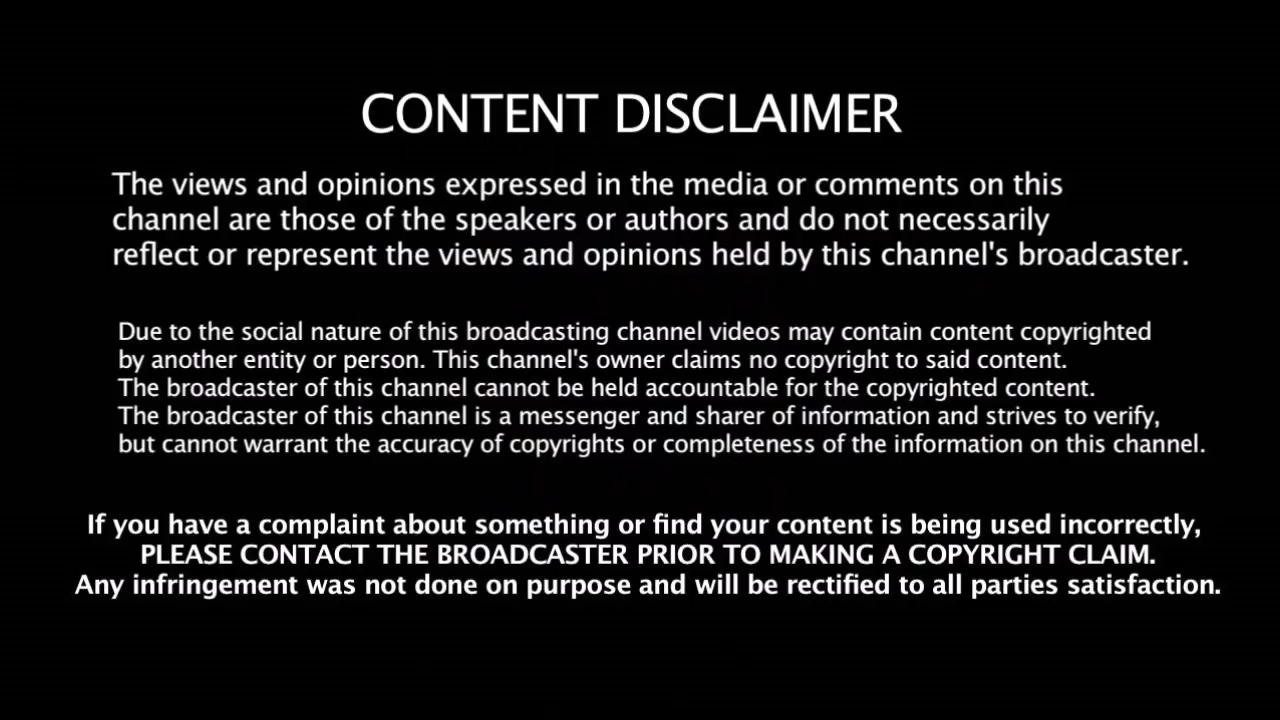 CONTENT DISCLAIMER
The views and opinions expressed in the media or comments on this
channel are those of the speakers or authors and do not necessarily
reflect or represent the views and opinions held by this channel's broadcaster.
Due to the social nature of this broadcasting channel videos may contain content copyrighted
by another entity or person. This channel's owner claims no copyright to said content.
The broadcaster of this channel cannot be held accountable for the copyrighted content.
The broadcaster of this channel is a messenger and sharer of information and strives to verify,
but cannot warrant the accuracy of copyrights or completeness of the information on this channel.
If you have a complaint about something or find your content is being used incorrectly,
PLEASE CONTACT THE BROADCASTER PRIOR TO MAKING A COPYRIGHT CLAIM.
Any infringement was not done on purpose and will be rectified to all parties satisfaction.